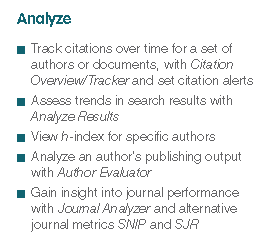 Analyze
■ Track citations over time for a set of
authors or documents, with Citation
Overview/Tracker and set citation alerts
■ Assess trends in search results with
Analyze Results
■ View h-index for specific authors
■ Analyze an author's publishing output
with Author Evaluator
■ Gain insight into journal performance
with Journal Analyzer and alternative
journal metrics SNIP and SJR